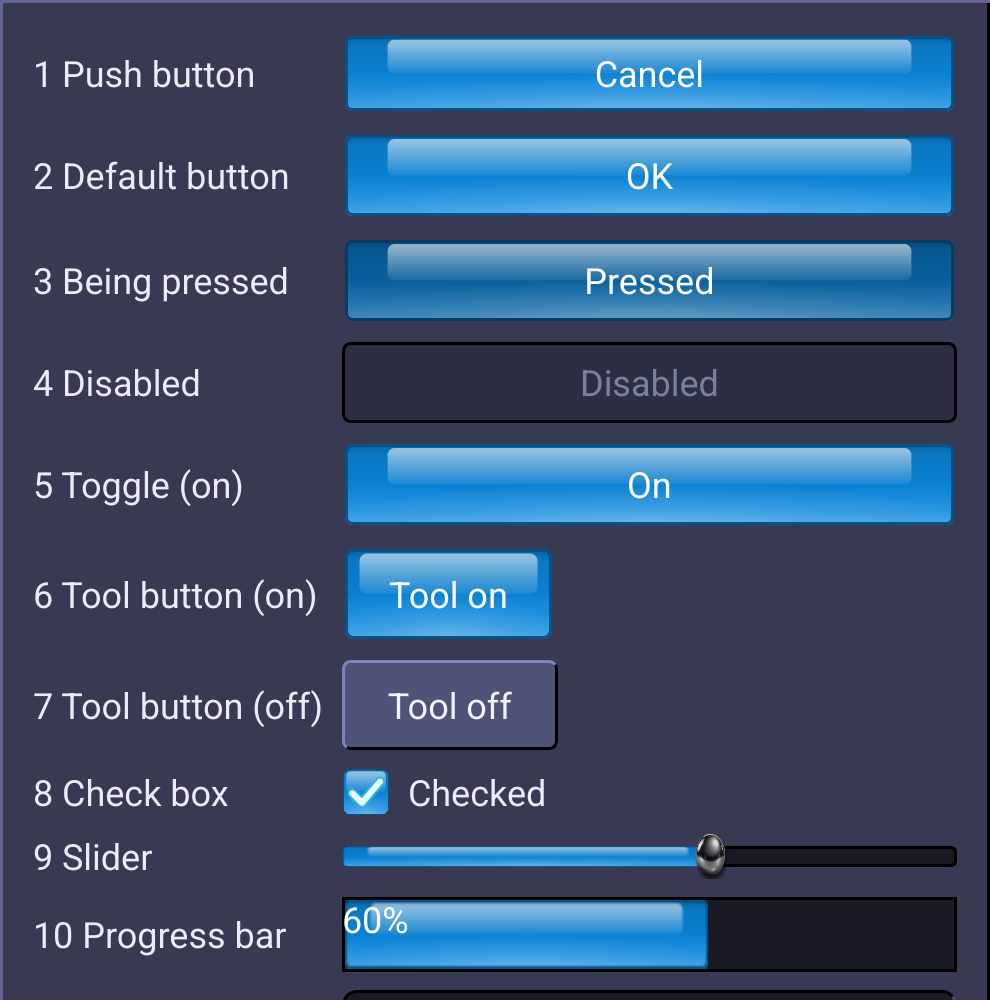 1 Push button Cancel
2 Default button OK
3 Being pressed Pressed
4 Disabled Disabled
5 Toggle (on) On
6 Tool button (on) Tool on
7 Tool button (off) Tool off
8 Check box Checked
9 Slider
10 Progress bar 60%